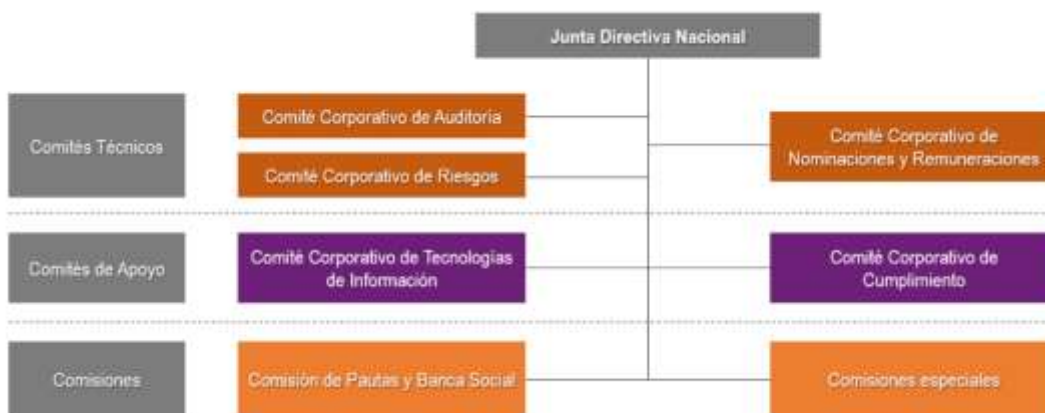 Junta Directiva Nacional
Comités Técnicos
Comité Corporativo de Auditoría
Comité Corporativo de Riesgos
Comité Corporativo de
Nominaciones y Remuneraciones
Comités de Apoyo
Comité Corporativo de Tecnologías
de Información
Comité Corporativo de
Cumplimiento
Comisiones
Comisión de Pautas y Banca Social
Comisiones especiales